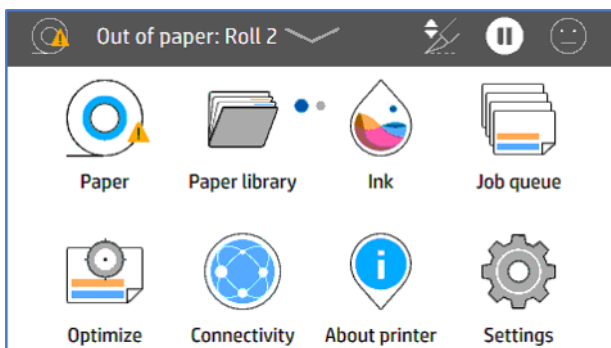 Out of paper: Roll 2
Paper
Paper library
Ink
Job queue
Optimize
Connectivity
About printer
Settings